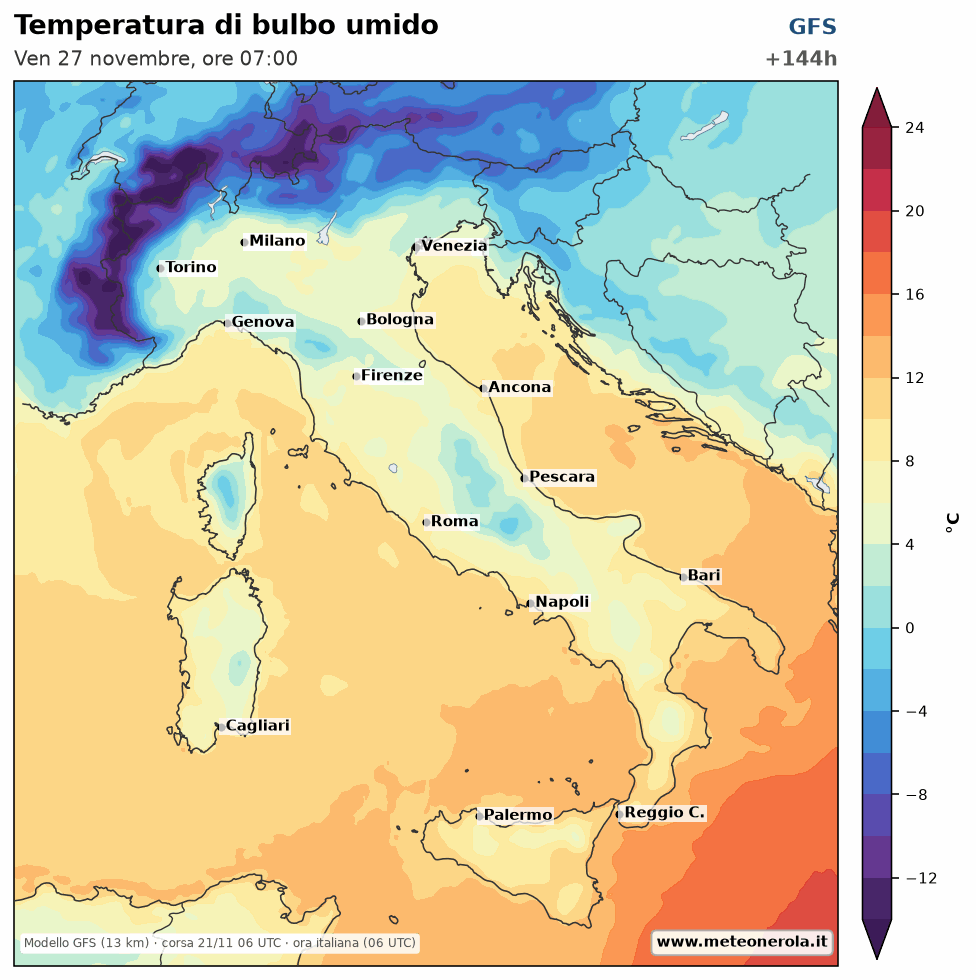 Temperatura di bulbo umido
GFS
Ven 27 novembre, ore 07:00
+144h
Milano
Venezia
Torino
Genova
Bologna
Firenze
Ancona
Pescara
Roma
Bari
Napoli
Cagliari
Palermo
Reggio C.
24
20
16
12
8
4
0
−4
−8
−12
°C
Modello GFS (13 km) · corsa 21/11 06 UTC · ora italiana (06 UTC)
www.meteonerola.it